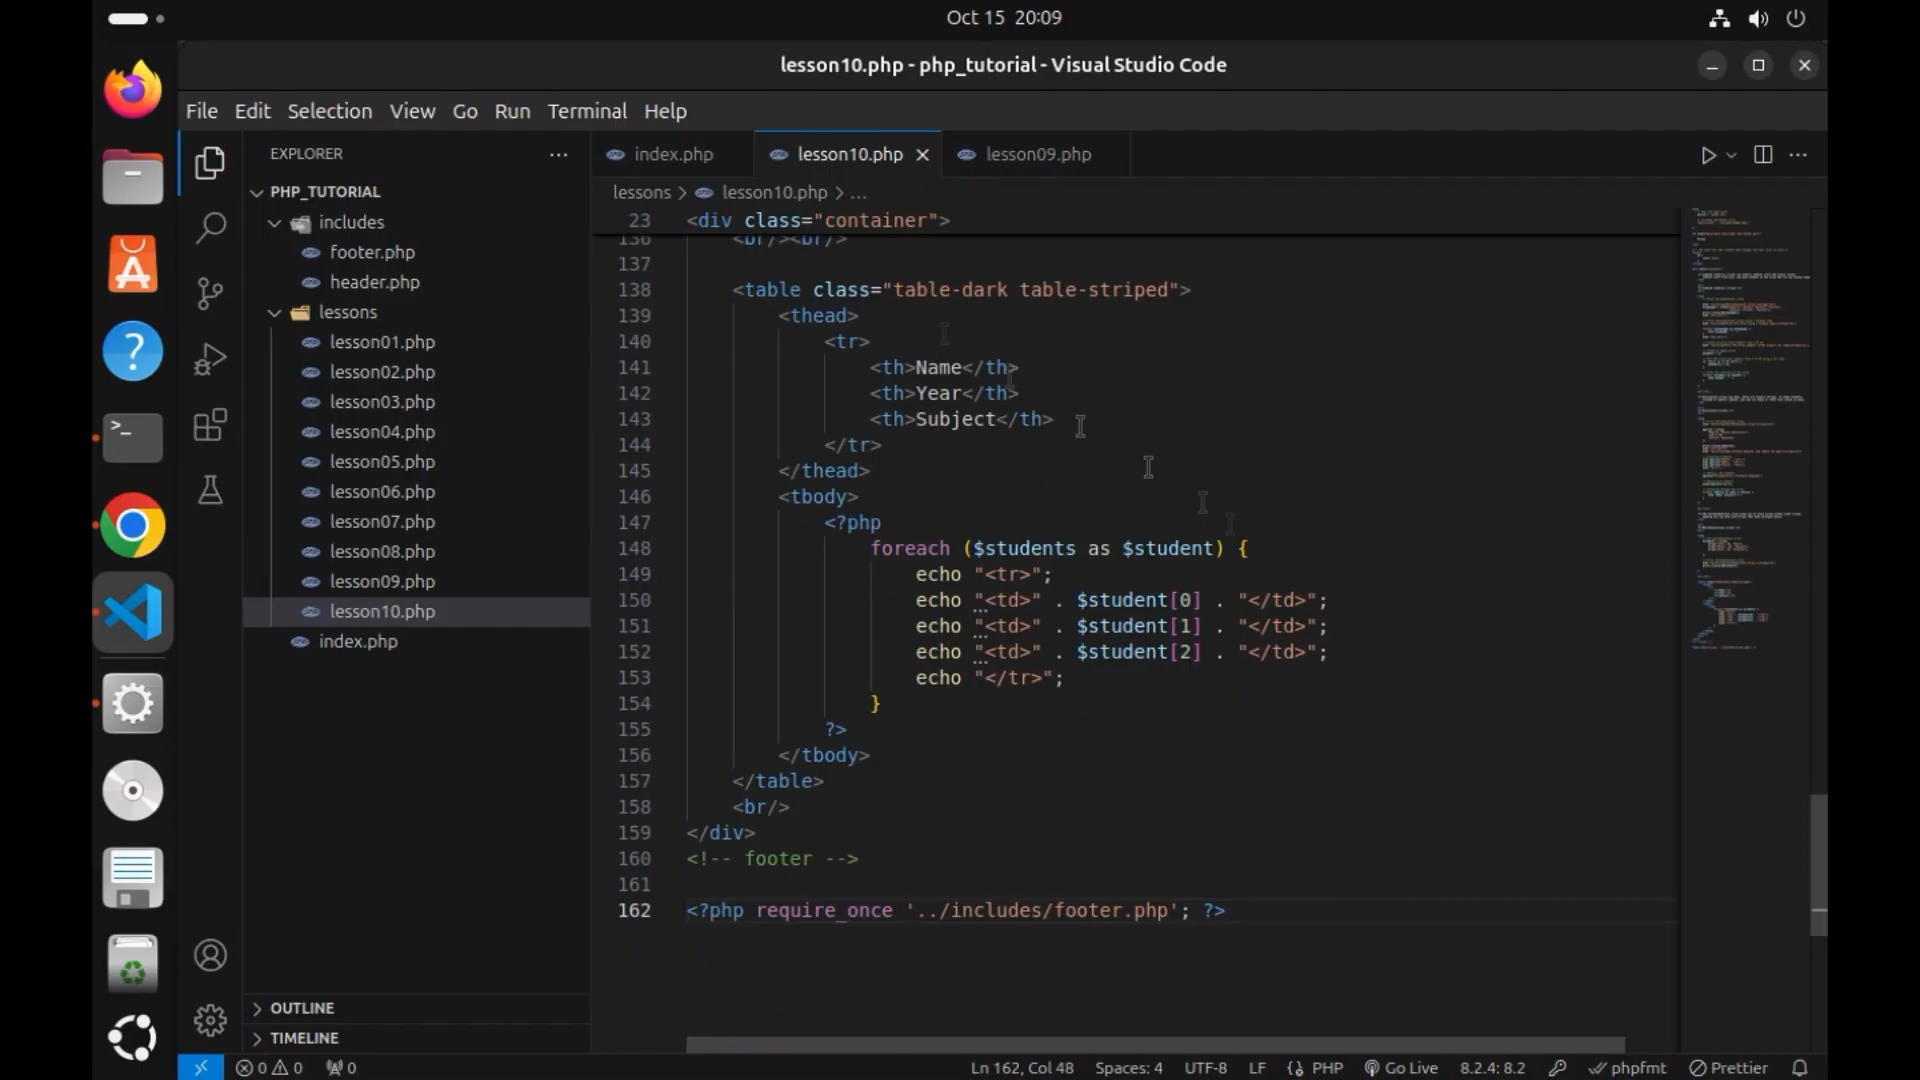 Oct 15 20:09
lesson10.php - php_tutorial - Visual Studio Code
File Edit Selection View Go Run Terminal Help
EXPLORER
PHP_TUTORIAL
includes
footer.php
header.php
lessons
lesson01.php
lesson02.php
lesson03.php
lesson04.php
lesson05.php
lesson06.php
lesson07.php
lesson08.php
lesson09.php
lesson10.php
index.php
OUTLINE
TIMELINE
index.php lesson10.php lesson09.php
lessons > lesson10.php > ...
23 <div class="container">
136 <br/><br/>
137
138 <table class="table-dark table-striped">
139 <thead>
140 <tr>
141 <th>Name</th>
142 <th>Year</th>
143 <th>Subject</th>
144 </tr>
145 </thead>
146 <tbody>
147 <?php
148 foreach ($students as $student) {
149 echo "<tr>";
150 echo "<td>" . $student[0] . "</td>";
151 echo "<td>" . $student[1] . "</td>";
152 echo "<td>" . $student[2] . "</td>";
153 echo "</tr>";
154 }
155 ?>
156 </tbody>
157 </table>
158 <br/>
159 </div>
160 <!-- footer -->
161
162 <?php require_once '../includes/footer.php'; ?>
0 0 0 Ln 162, Col 48 Spaces: 4 UTF-8 LF {} PHP Go Live 8.2.4: 8.2 phpfmt Prettier